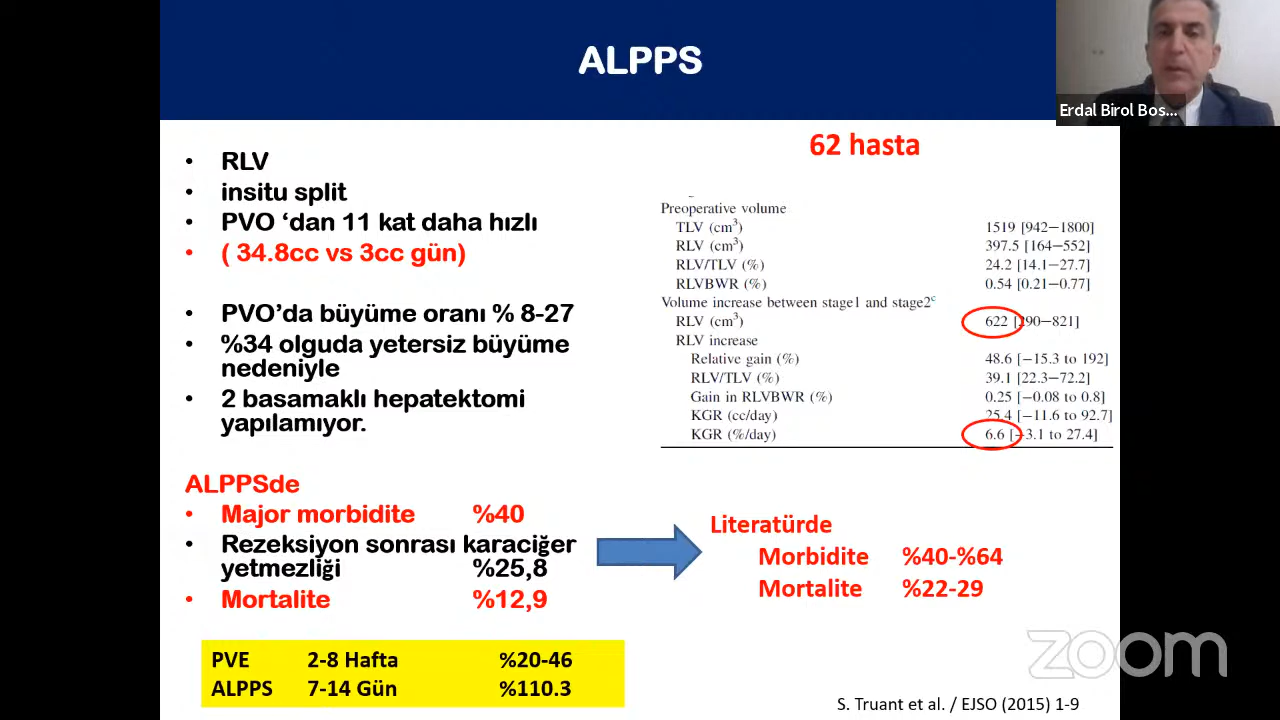 ALPPS
Erdal Birol Bos...
62 hasta
• RLV
• insitu split
• PVO ‘dan 11 kat daha hızlı
• ( 34.8cc vs 3cc gün)
• PVO’da büyüme oranı % 8-27
• %34 olguda yetersiz büyüme
nedeniyle
• 2 basamaklı hepatektomi
yapılamıyor.
Preoperative volume
TLV (cm³) 1519 [942–1800]
RLV (cm³) 397.5 [164–552]
RLV/TLV (%) 24.2 [14.1–27.7]
RLVBWR (%) 0.54 [0.21–0.77]
Volume increase between stage1 and stage2ᶜ
RLV (cm³) 622 [290–821]
RLV increase
Relative gain (%) 48.6 [−15.3 to 192]
RLV/TLV (%) 39.1 [22.3–72.2]
Gain in RLVBWR (%) 0.25 [−0.08 to 0.8]
KGR (cc/day) 25.4 [−11.6 to 92.7]
KGR (%/day) 6.6 [−3.1 to 27.4]
ALPPSde
• Major morbidite %40
• Rezeksiyon sonrası karaciğer
yetmezliği %25,8
• Mortalite %12,9
Literatürde
Morbidite %40-%64
Mortalite %22-29
PVE 2-8 Hafta %20-46
ALPPS 7-14 Gün %110.3
zoom
S. Truant et al. / EJSO (2015) 1-9